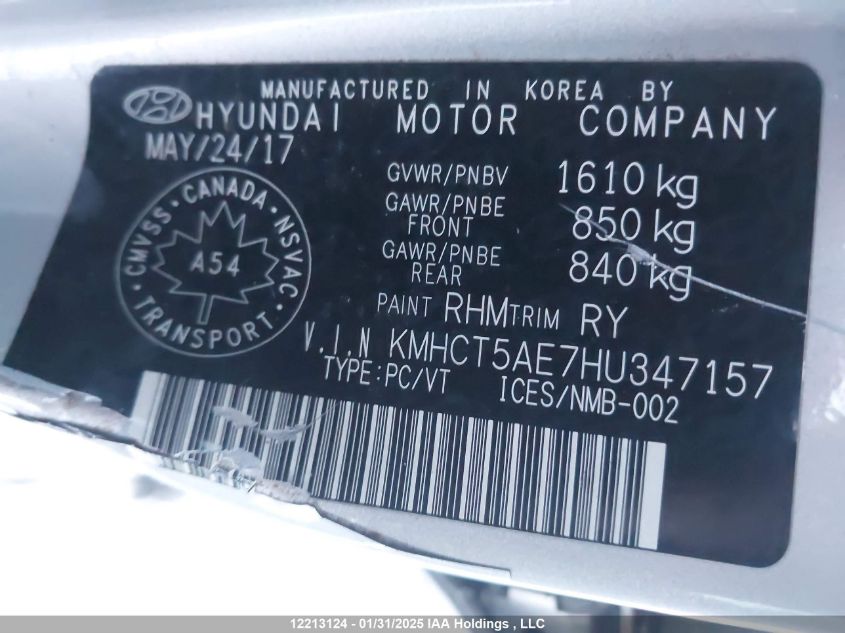 MANUFACTURED IN KOREA BY
HYUNDAI MOTOR COMPANY
MAY/24/17
GVWR/PNBV 1610 kg
GAWR/PNBE FRONT 850 kg
GAWR/PNBE REAR 840 kg
CANADA
CMVSS NSVAC
A54
TRANSPORT
PAINT RHM TRIM RY
V.I.N KMHCT5AE7HU347157
TYPE:PC/VT ICES/NMB-002
12213124 - 01/31/2025 IAA Holdings , LLC